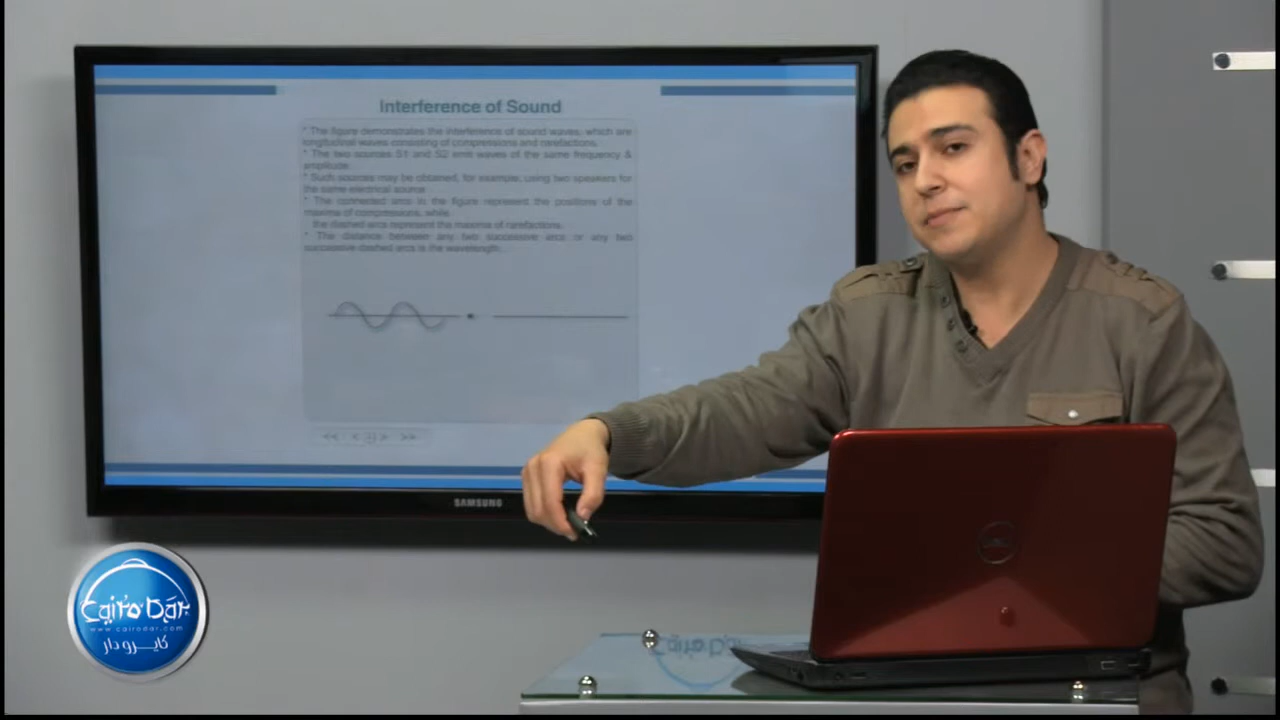 Interference of Sound
* The figure demonstrates the interference of sound waves, which are
longitudinal waves consisting of compressions and rarefactions.
* The two sources S1 and S2 emit waves of the same frequency &
amplitude.
* Such sources may be obtained, for example, using two speakers for
the same electrical source.
* The connected arcs in the figure represent the positions of the
maxima of compressions, while
the dashed arcs represent the maxima of rarefactions.
* The distance between any two successive arcs or any two
successive dashed arcs is the wavelength.
SAMSUNG
Cairo Dar
www.cairodar.com
كايرودار
Cairo Dar
DELL